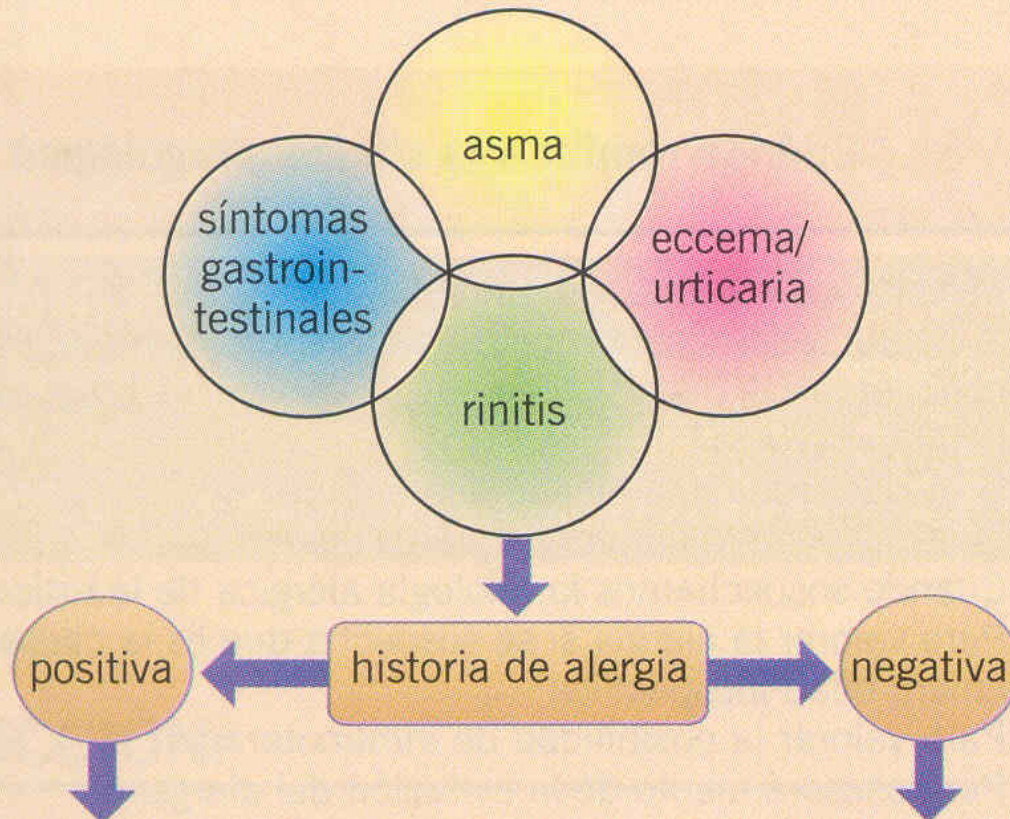 asma
síntomas
gastroin-
testinales
eccema/
urticaria
rinitis
positiva
historia de alergia
negativa